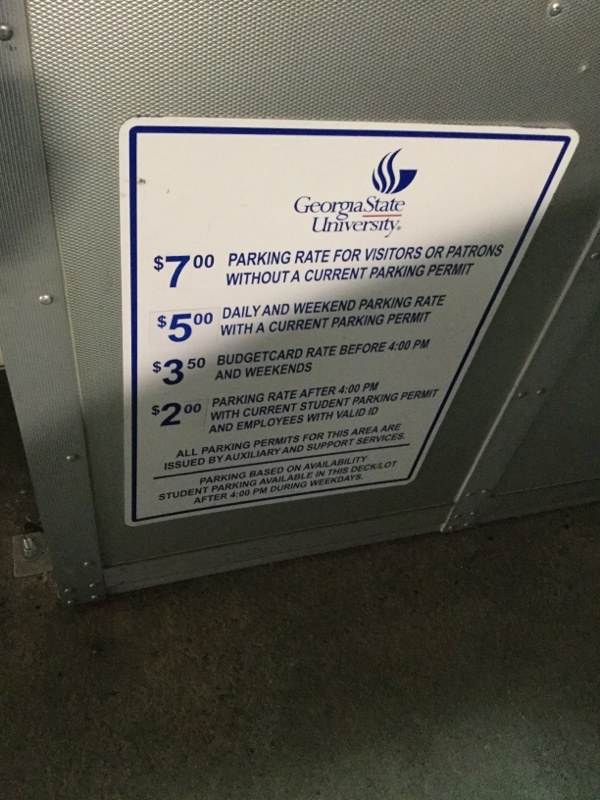 GeorgiaState
University®
$7 00 PARKING RATE FOR VISITORS OR PATRONS
WITHOUT A CURRENT PARKING PERMIT
$5 00 DAILY AND WEEKEND PARKING RATE
WITH A CURRENT PARKING PERMIT
$3 50 BUDGETCARD RATE BEFORE 4:00 PM
AND WEEKENDS
$2 00 PARKING RATE AFTER 4:00 PM
WITH CURRENT STUDENT PARKING PERMIT
AND EMPLOYEES WITH VALID ID
ALL PARKING PERMITS FOR THIS AREA ARE
ISSUED BY AUXILIARY AND SUPPORT SERVICES.
PARKING BASED ON AVAILABILITY
STUDENT PARKING AVAILABLE IN THIS DECK/LOT
AFTER 4:00 PM DURING WEEKDAYS.